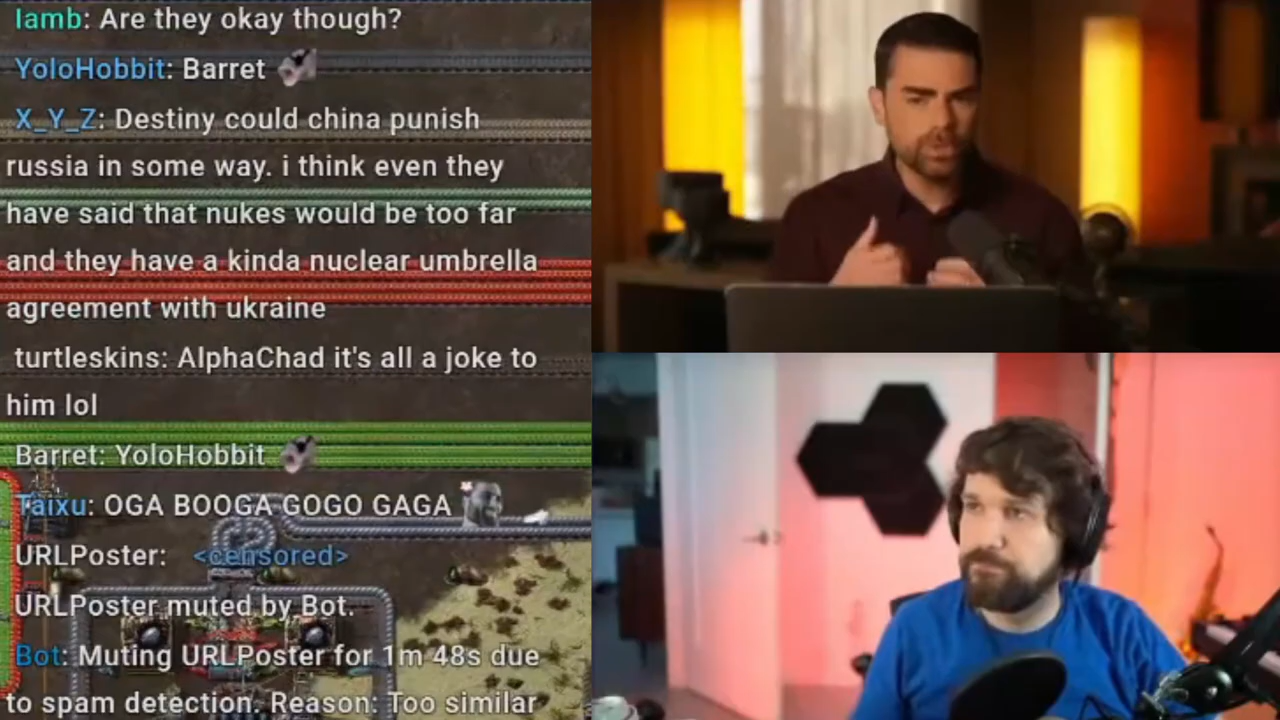 Iamb: Are they okay though?
YoloHobbit: Barret
X_Y_Z: Destiny could china punish
russia in some way. i think even they
have said that nukes would be too far
and they have a kinda nuclear umbrella
agreement with ukraine
turtleskins: AlphaChad it's all a joke to
him lol
Barret: YoloHobbit
Taixu: OGA BOOGA GOGO GAGA
URLPoster: <censored>
URLPoster muted by Bot.
Bot: Muting URLPoster for 1m 48s due
to spam detection. Reason: Too similar